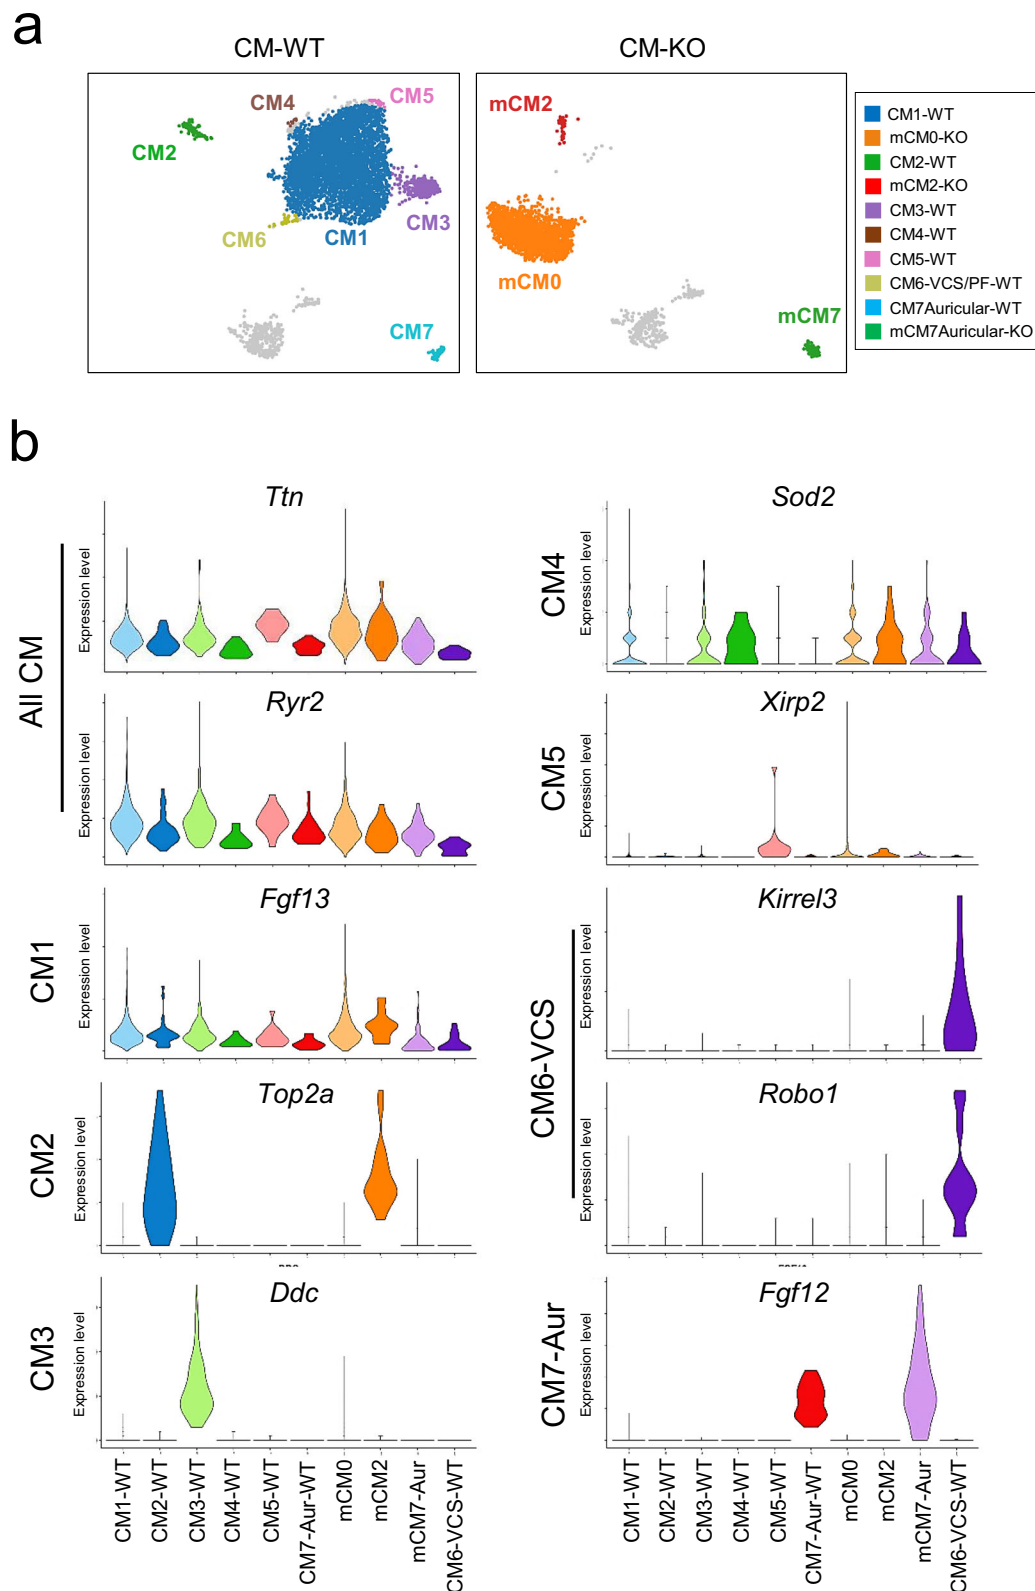 a
CM-WT
CM-KO
CM4
CM5
CM2
CM3
CM6
CM1
CM7
mCM2
mCM0
mCM7
CM1-WT
mCM0-KO
CM2-WT
mCM2-KO
CM3-WT
CM4-WT
CM5-WT
CM6-VCS/PF-WT
CM7Auricular-WT
mCM7Auricular-KO
b
All CM
Expression level
Ttn
CM4
Expression level
Sod2
Expression level
Ryr2
CM5
Expression level
Xirp2
CM1
Expression level
Fgf13
CM6-VCS
Expression level
Kirrel3
CM2
Expression level
Top2a
Expression level
Robo1
CM3
Expression level
Ddc
CM7-Aur
Expression level
Fgf12
CM1-WT
CM2-WT
CM3-WT
CM4-WT
CM5-WT
CM7-Aur-WT
mCM0
mCM2
mCM7-Aur
CM6-VCS-WT
CM1-WT
CM2-WT
CM3-WT
CM4-WT
CM5-WT
CM7-Aur-WT
mCM0
mCM2
mCM7-Aur
CM6-VCS-WT